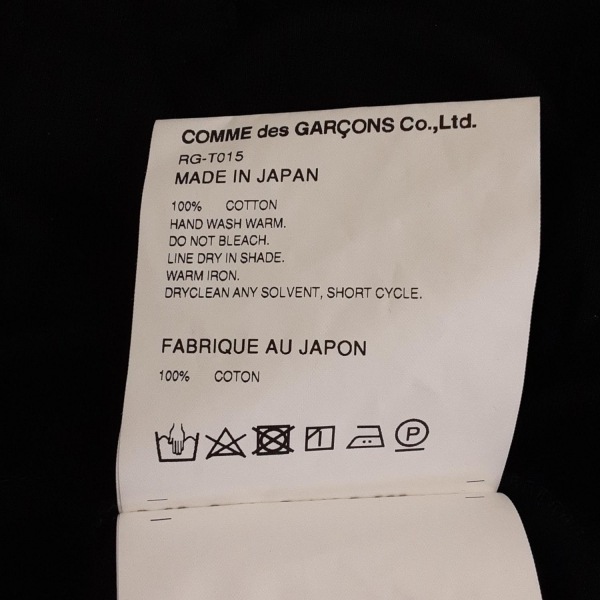 COMME des GARÇONS Co.,Ltd.
RG-T015
MADE IN JAPAN
100% COTTON
HAND WASH WARM.
DO NOT BLEACH.
LINE DRY IN SHADE.
WARM IRON.
DRYCLEAN ANY SOLVENT, SHORT CYCLE.
FABRIQUE AU JAPON
100% COTON
P